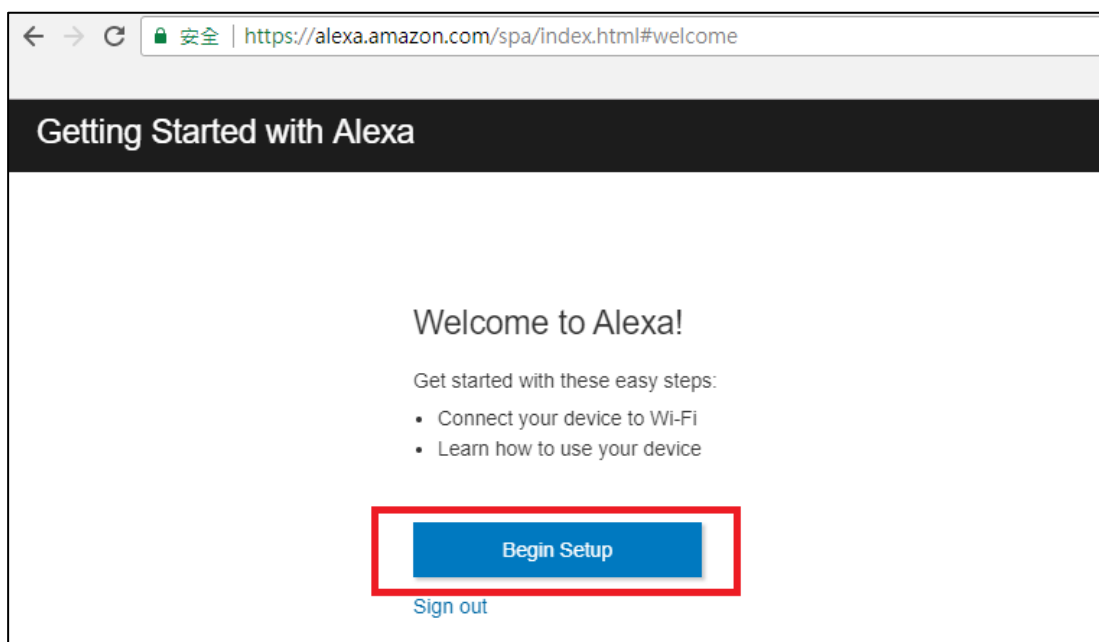 安全 | https://alexa.amazon.com/spa/index.html#welcome
Getting Started with Alexa
Welcome to Alexa!
Get started with these easy steps:
• Connect your device to Wi-Fi
• Learn how to use your device
Begin Setup
Sign out